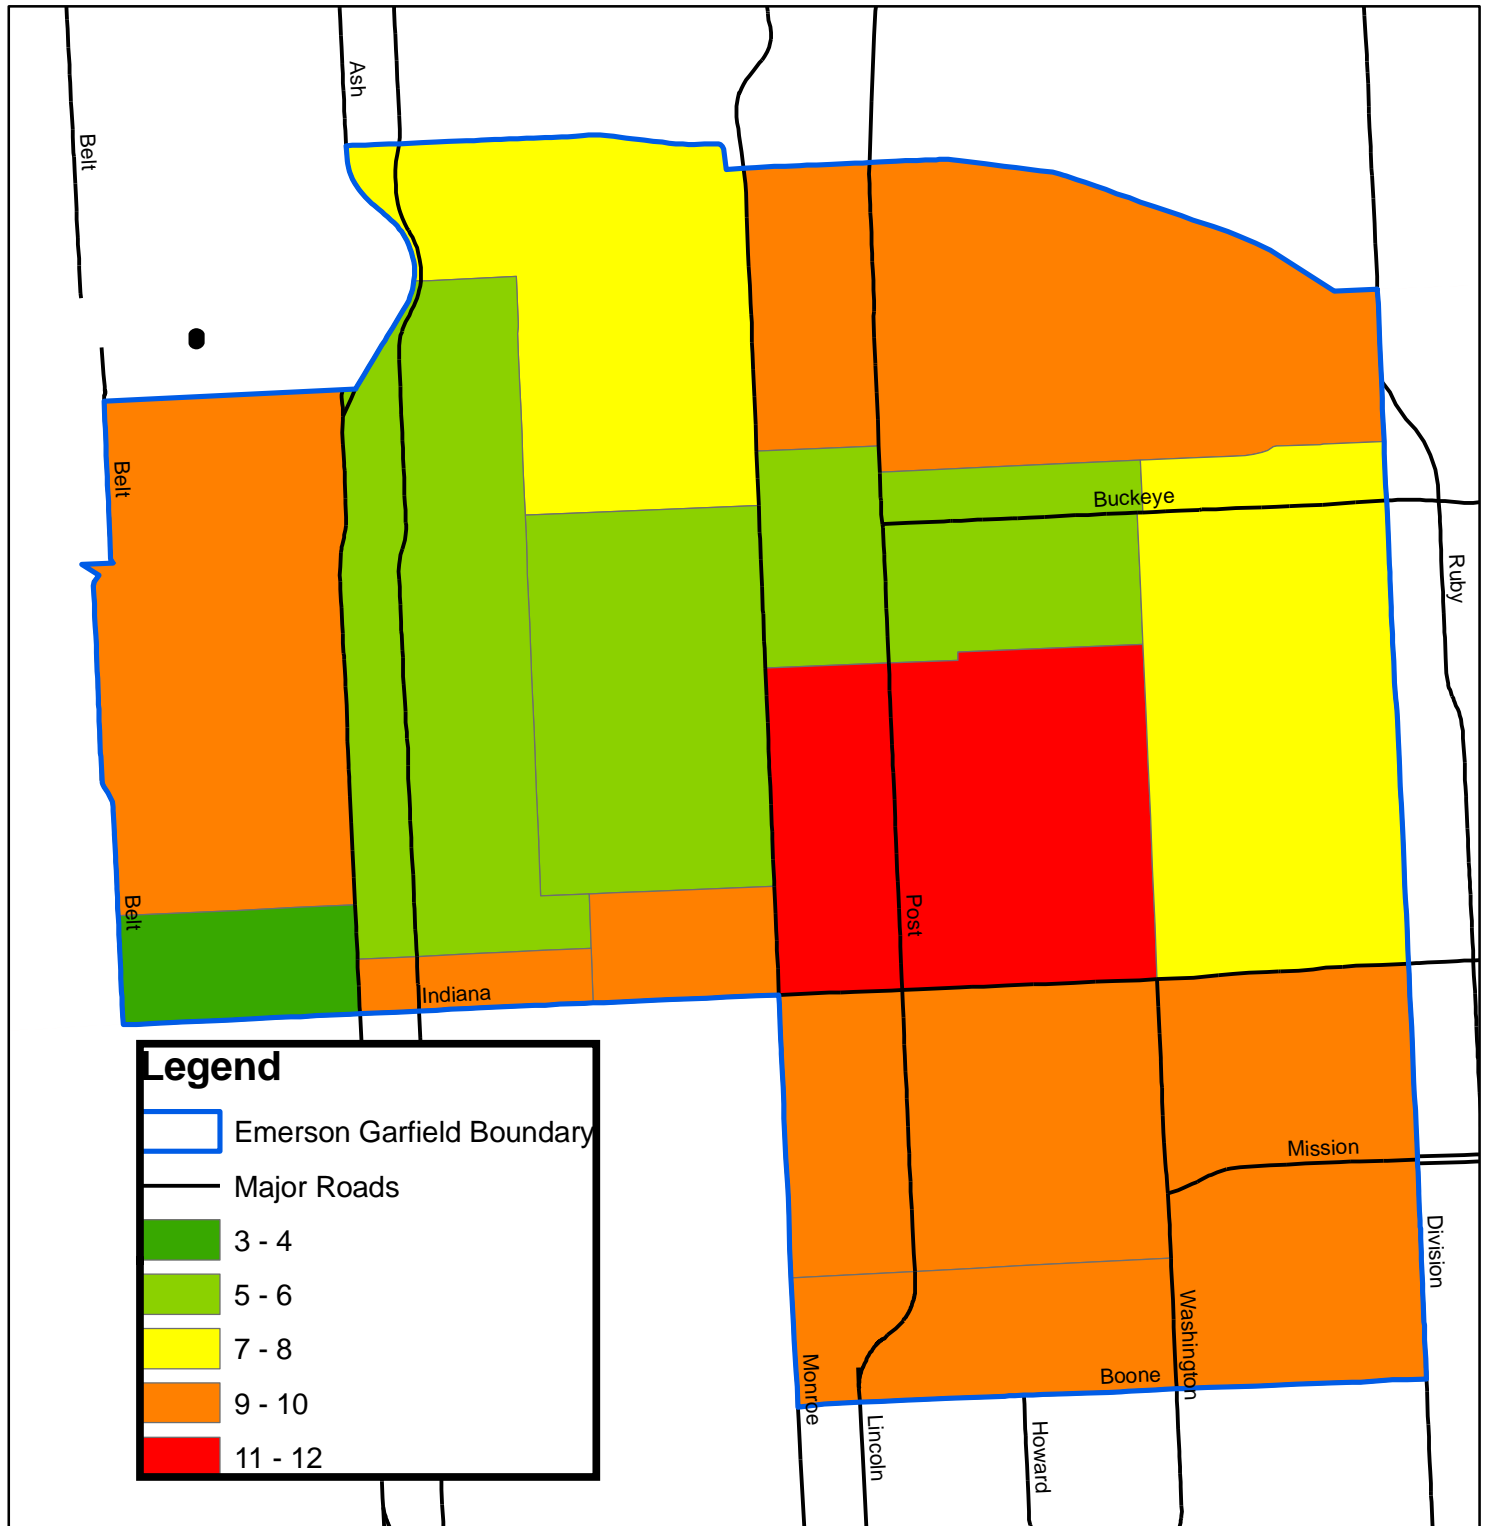 Ash
Belt
Belt
Buckeye
Ruby
Belt
Post
Indiana
Legend
Emerson Garfield Boundary
Major Roads
3 - 4
5 - 6
7 - 8
9 - 10
11 - 12
Mission
Division
Washington
Monroe
Boone
Lincoln
Howard